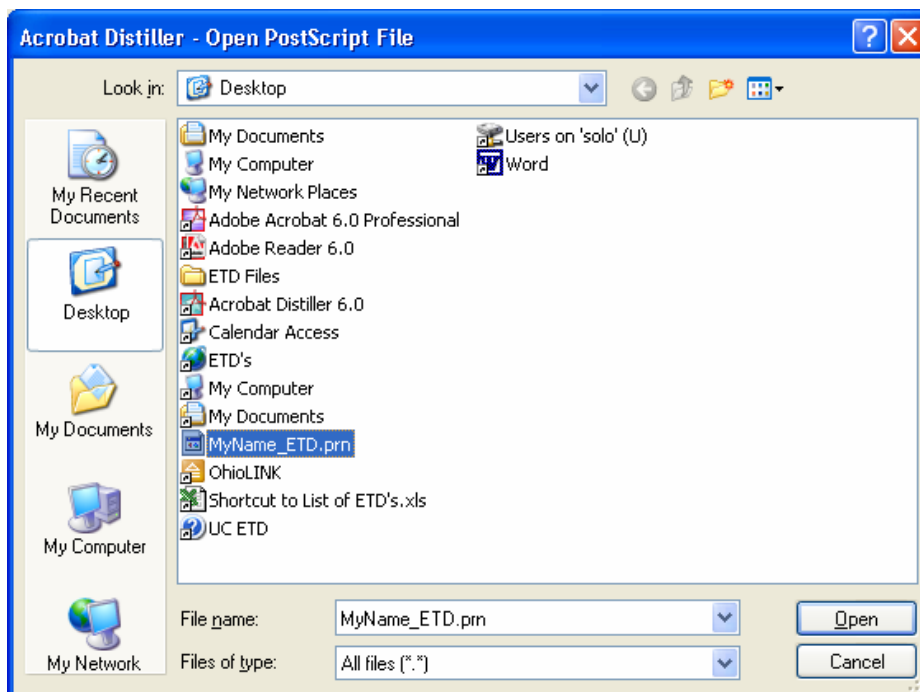 Acrobat Distiller - Open PostScript File
Look in:
Desktop
My Recent
Documents
Desktop
My Documents
My Computer
My Network
My Documents
My Computer
My Network Places
Adobe Acrobat 6.0 Professional
Adobe Reader 6.0
ETD Files
Acrobat Distiller 6.0
Calendar Access
ETD's
My Computer
My Documents
MyName_ETD.prn
OhioLINK
Shortcut to List of ETD's.xls
UC ETD
Users on 'solo' (U)
Word
File name:
MyName_ETD.prn
Open
Files of type:
All files (*.*)
Cancel